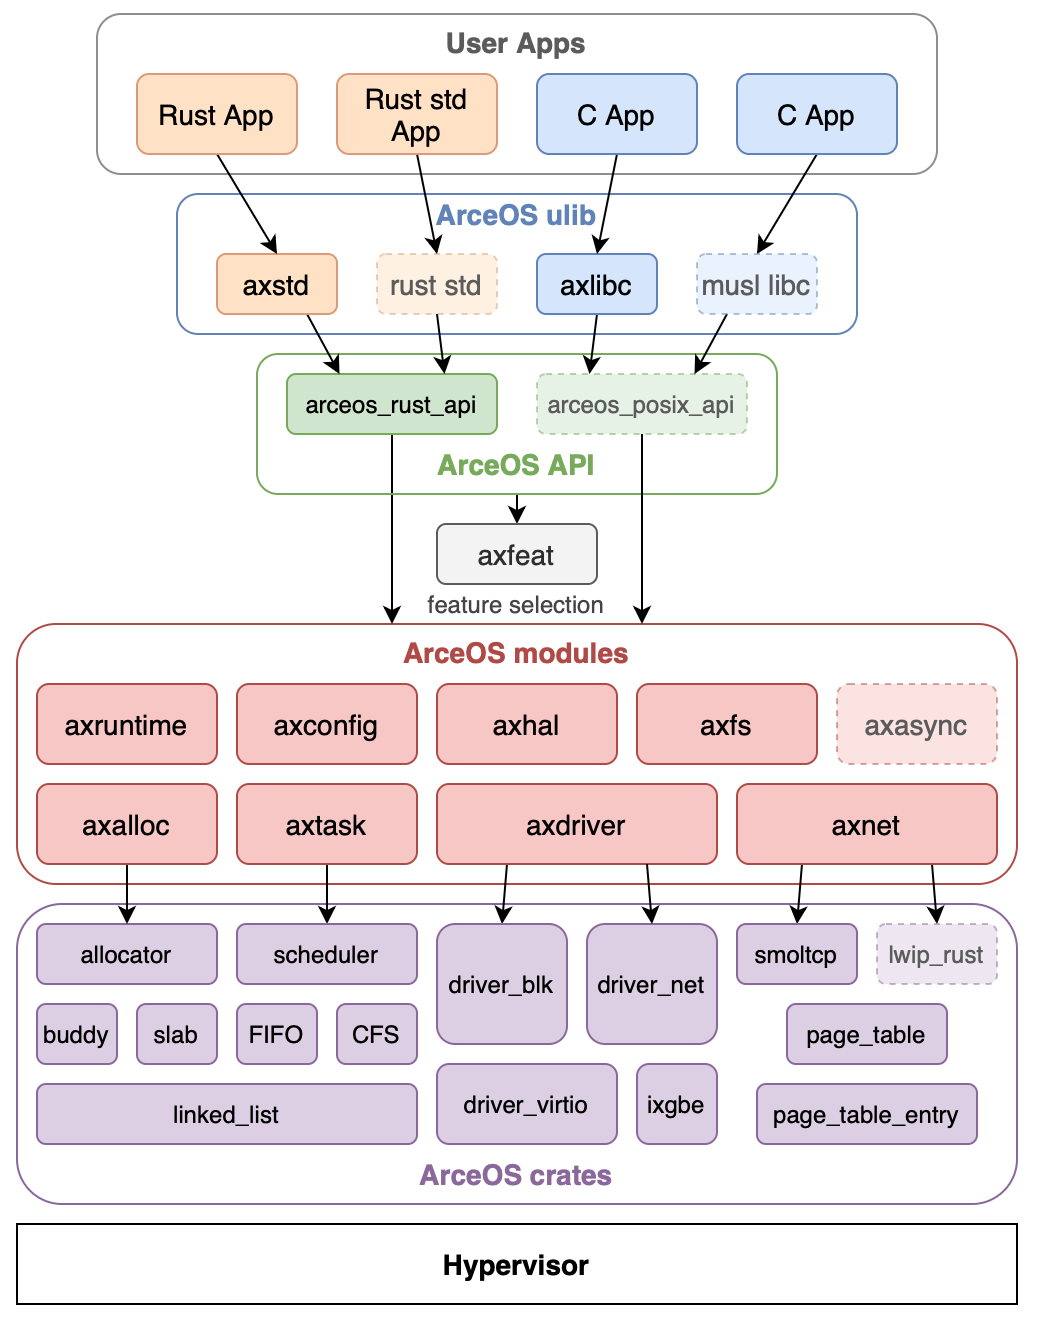 User Apps
Rust App
Rust std
App
C App
C App
ArceOS ulib
axstd
rust std
axlibc
musl libc
arceos_rust_api
arceos_posix_api
ArceOS API
axfeat
feature selection
ArceOS modules
axruntime
axconfig
axhal
axfs
axasync
axalloc
axtask
axdriver
axnet
allocator
scheduler
driver_blk
driver_net
smoltcp
lwip_rust
buddy
slab
FIFO
CFS
page_table
linked_list
driver_virtio
ixgbe
page_table_entry
ArceOS crates
Hypervisor